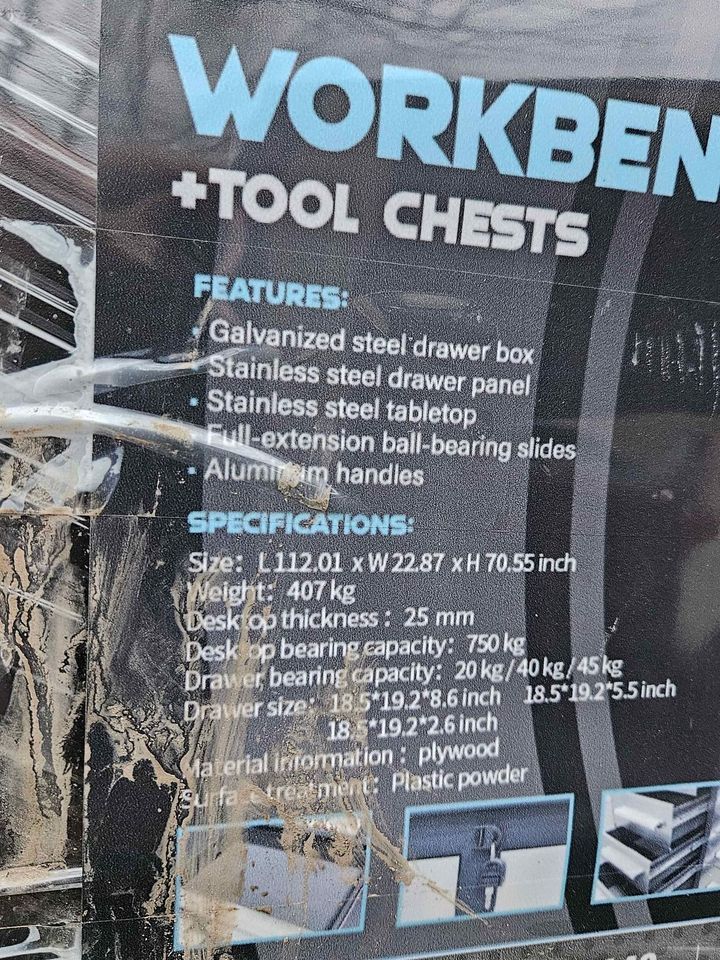 WORKBEN
+TOOL CHESTS
FEATURES:
Galvanized steel drawer box
Stainless steel drawer panel
Stainless steel tabletop
Full-extension ball-bearing slides
Aluminium handles
SPECIFICATIONS:
Size: L112.01 x W 22.87 x H 70.55 inch
Weight: 407 kg
Desktop thickness: 25 mm
Desktop bearing capacity: 750 kg
Drawer bearing capacity: 20 kg / 40 kg / 45 kg
Drawer size: 18.5*19.2*8.6 inch 18.5*19.2*5.5 inch
18.5*19.2*2.6 inch
Material information: plywood
Surface treatment: Plastic powder